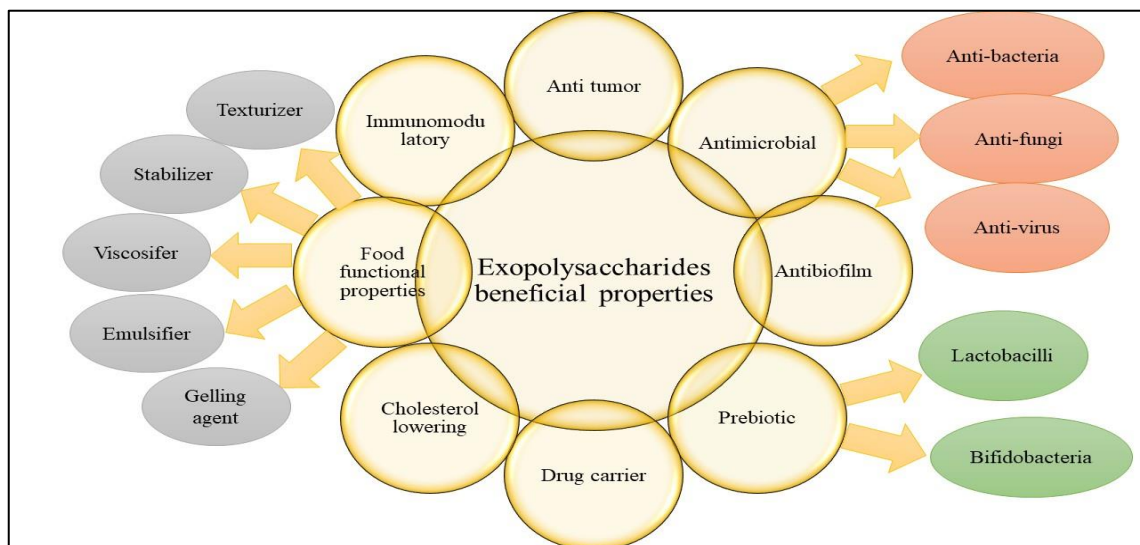 Anti tumor
Immunomodu
latory
Antimicrobial
Anti-bacteria
Anti-fungi
Anti-virus
Texturizer
Stabilizer
Viscosifer
Emulsifier
Gelling
agent
Food
functional
properties
Exopolysaccharides
beneficial properties
Antibiofilm
Cholesterol
lowering
Drug carrier
Prebiotic
Lactobacilli
Bifidobacteria